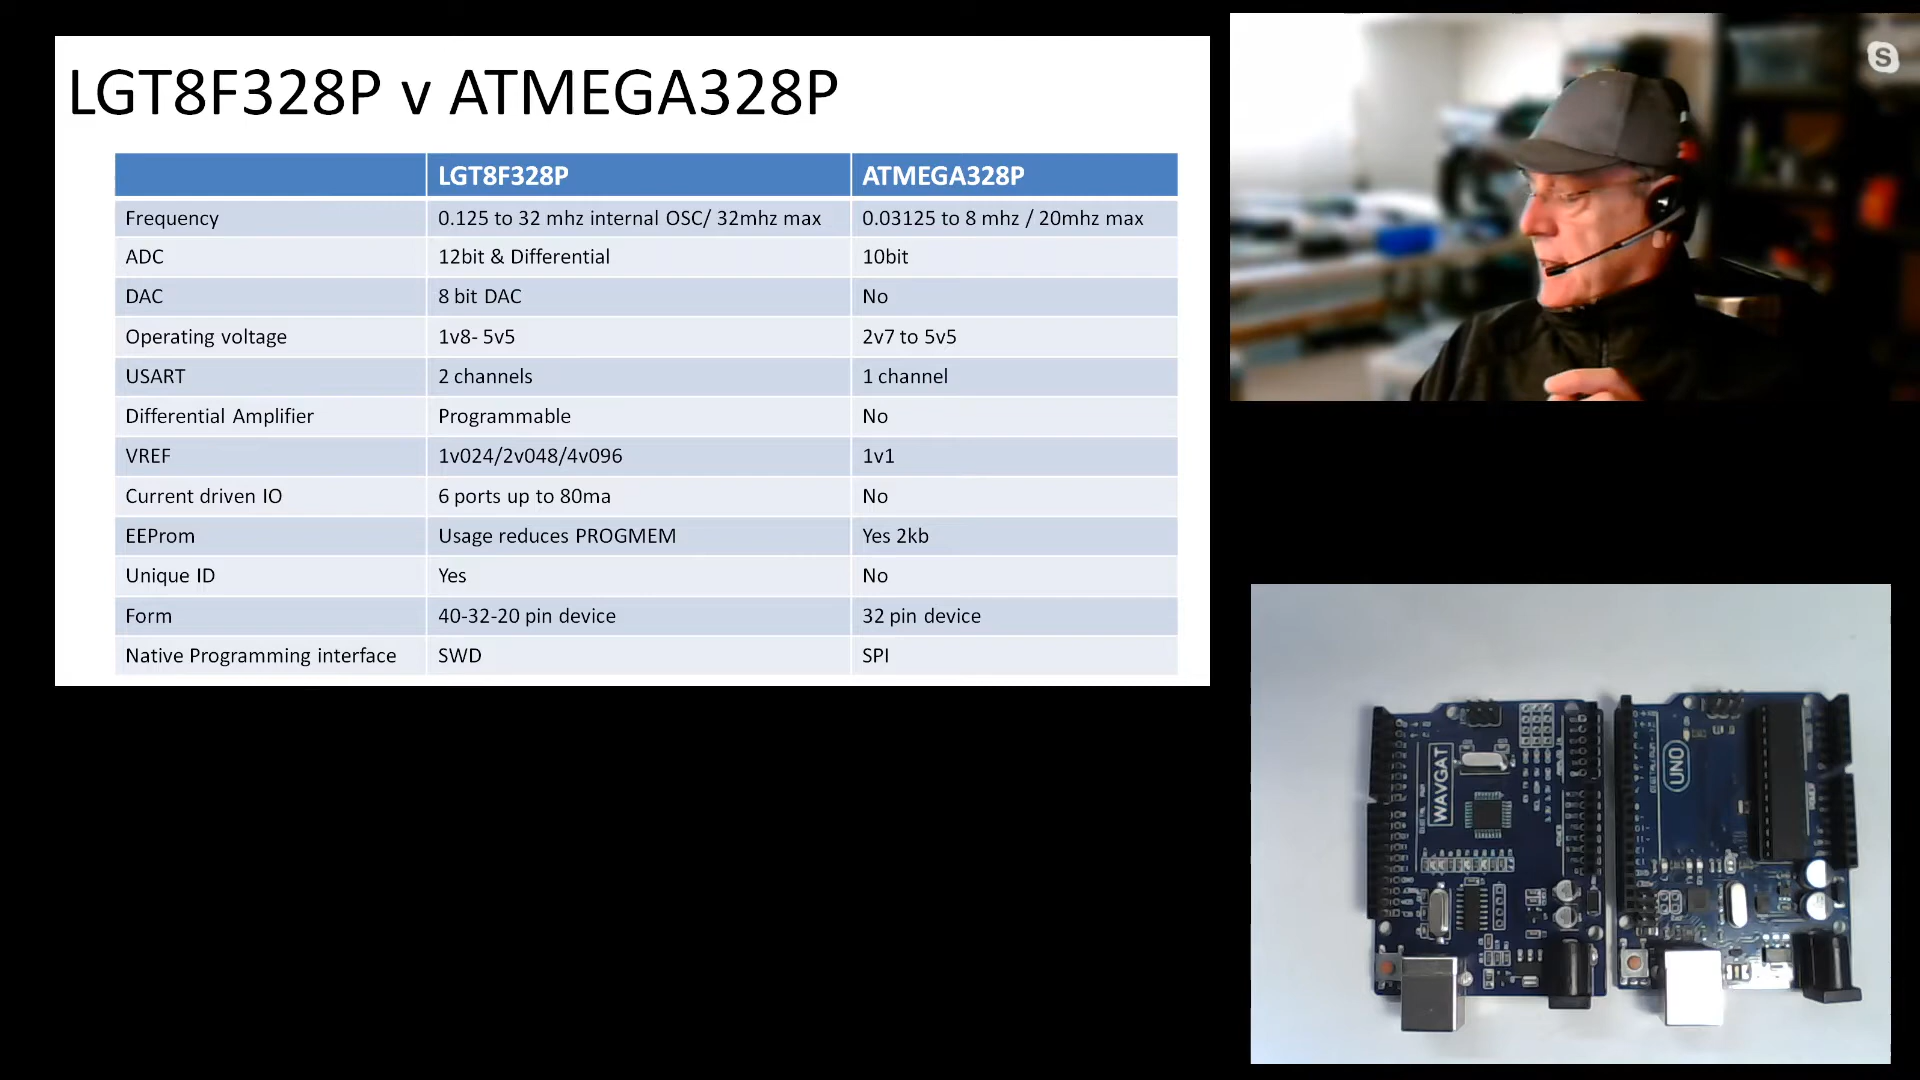 LGT8F328P v ATMEGA328P
LGT8F328P ATMEGA328P
Frequency 0.125 to 32 mhz internal OSC/ 32mhz max 0.03125 to 8 mhz / 20mhz max
ADC 12bit & Differential 10bit
DAC 8 bit DAC No
Operating voltage 1v8- 5v5 2v7 to 5v5
USART 2 channels 1 channel
Differential Amplifier Programmable No
VREF 1v024/2v048/4v096 1v1
Current driven IO 6 ports up to 80ma No
EEProm Usage reduces PROGMEM Yes 2kb
Unique ID Yes No
Form 40-32-20 pin device 32 pin device
Native Programming interface SWD SPI
S
WAVGAT
UNO